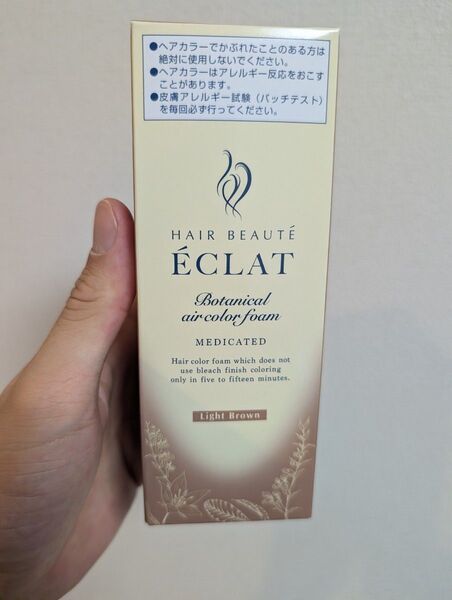 ●ヘアカラーでかぶれたことのある方は
絶対に使用しないでください。
●ヘアカラーはアレルギー反応をおこす
ことがあります。
●皮膚アレルギー試験（パッチテスト）
を毎回必ず行ってください。
HAIR BEAUTÉ
ÉCLAT
Botanical
air color foam
MEDICATED
Hair color foam which does not
use bleach finish coloring
only in five to fifteen minutes.
Light Brown